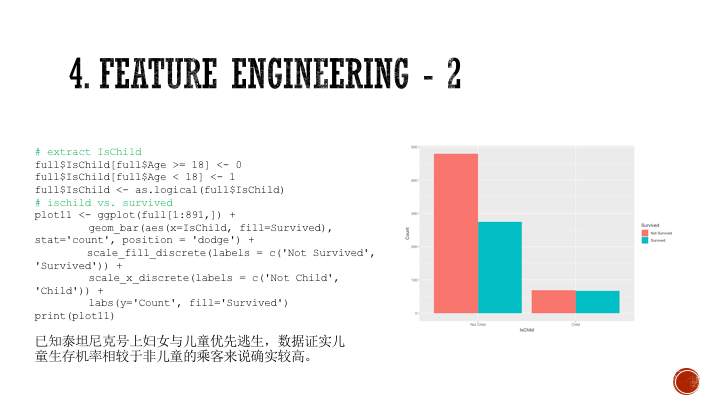 4. FEATURE ENGINEERING - 2
# extract IsChild
full$IsChild[full$Age >= 18] <- 0
full$IsChild[full$Age < 18] <- 1
full$IsChild <- as.logical(full$IsChild)
# ischild vs. survived
plot11 <- ggplot(full[1:891,]) +
geom_bar(aes(x=IsChild, fill=Survived),
stat='count', position = 'dodge') +
scale_fill_discrete(labels = c('Not Survived',
'Survived')) +
scale_x_discrete(labels = c('Not Child',
'Child')) +
labs(y='Count', fill='Survived')
print(plot11)
已知泰坦尼克号上妇女与儿童优先逃生，数据证实儿
童生存机率相较于非儿童的乘客来说确实较高。
500
400
300
200
100
0
Count
Not Child
Child
IsChild
Survived
Not Survived
Survived